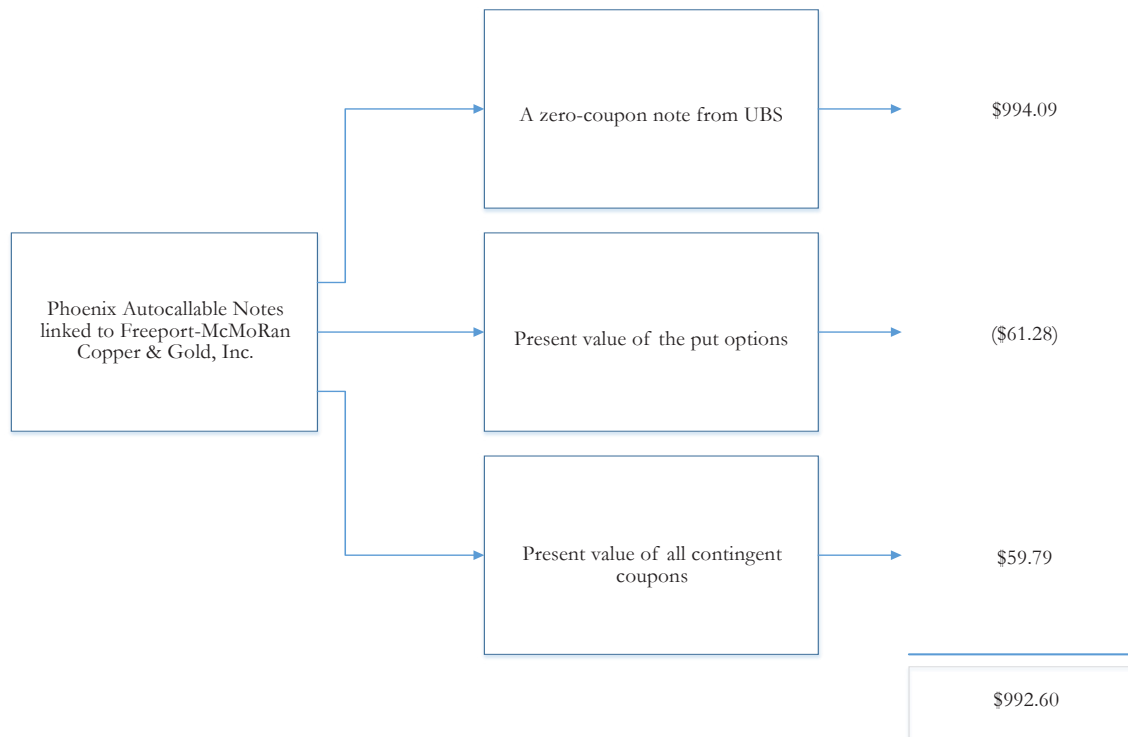 A zero-coupon note from UBS
$994.09
Phoenix Autocallable Notes
linked to Freeport-McMoRan
Copper & Gold, Inc.
Present value of the put options
($61.28)
Present value of all contingent
coupons
$59.79
$992.60